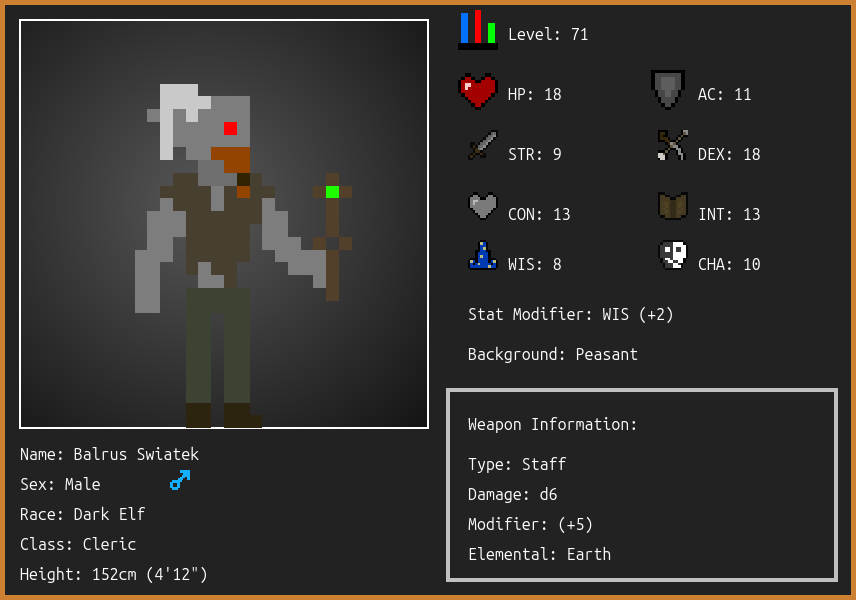 Level: 71
HP: 18
AC: 11
STR: 9
DEX: 18
CON: 13
INT: 13
WIS: 8
CHA: 10
Stat Modifier: WIS (+2)
Background: Peasant
Weapon Information:
Type: Staff
Damage: d6
Modifier: (+5)
Elemental: Earth
Name: Balrus Swiatek
Sex: Male
Race: Dark Elf
Class: Cleric
Height: 152cm (4'12")